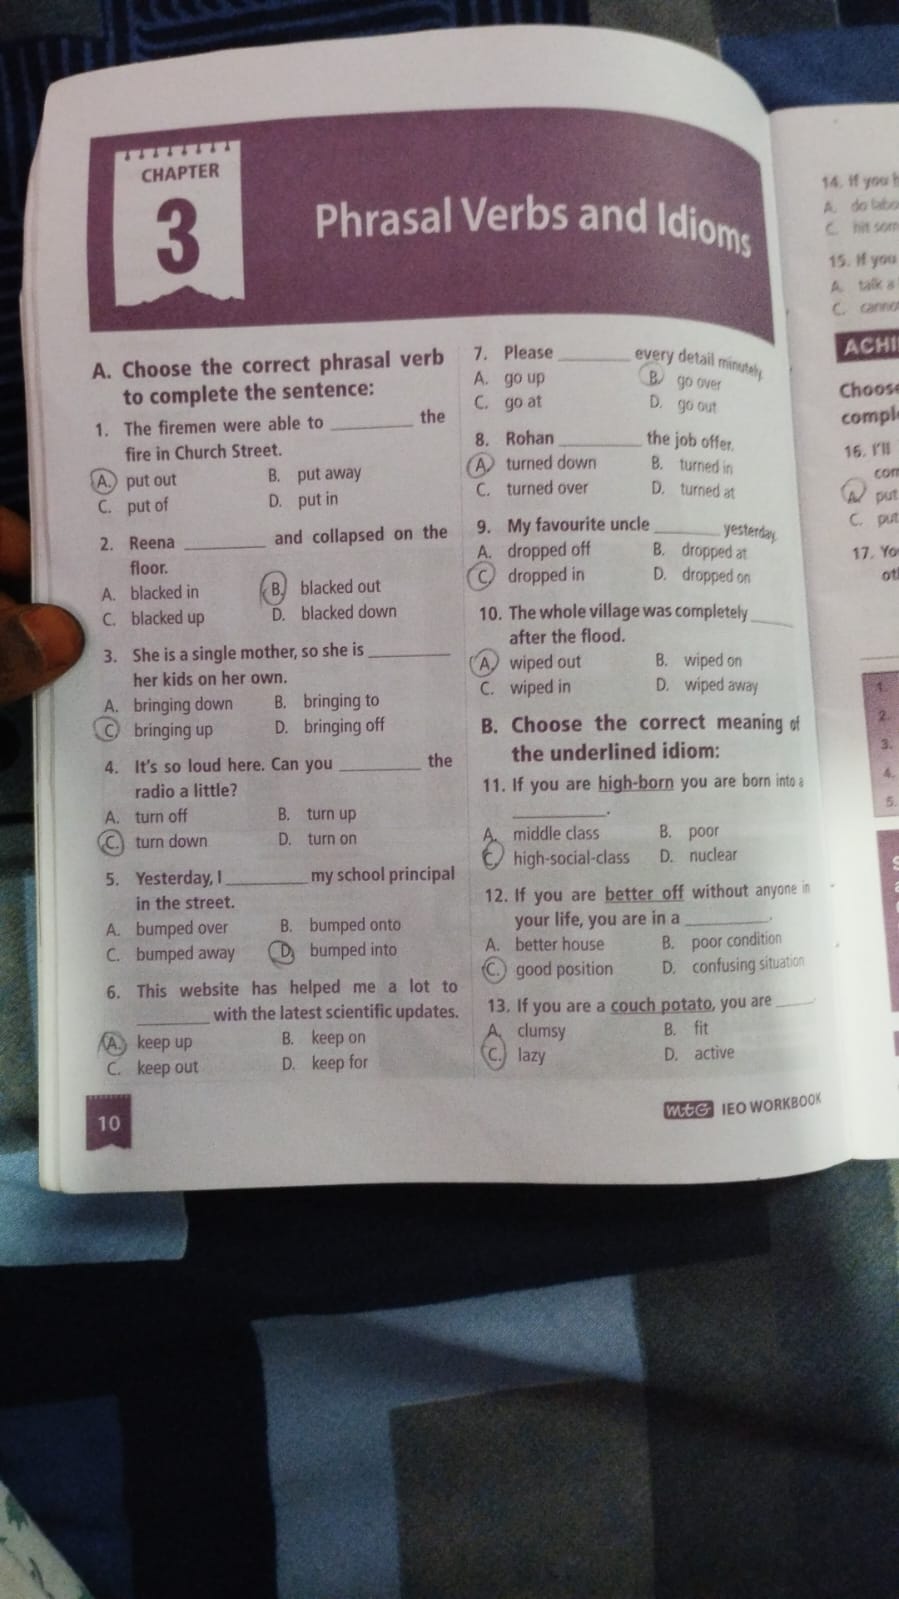 CHAPTER
3
Phrasal Verbs and Idioms
A. Choose the correct phrasal verb
to complete the sentence:
1. The firemen were able to ________ the
fire in Church Street.
A. put out B. put away
C. put of D. put in
2. Reena ________ and collapsed on the
floor.
A. blacked in B. blacked out
C. blacked up D. blacked down
3. She is a single mother, so she is ________
her kids on her own.
A. bringing down B. bringing to
C. bringing up D. bringing off
4. It's so loud here. Can you ________ the
radio a little?
A. turn off B. turn up
C. turn down D. turn on
5. Yesterday, I ________ my school principal
in the street.
A. bumped over B. bumped onto
C. bumped away D. bumped into
6. This website has helped me a lot to
________ with the latest scientific updates.
A. keep up B. keep on
C. keep out D. keep for
10
7. Please ________ every detail minutely.
A. go up B. go over
C. go at D. go out
8. Rohan ________ the job offer.
A. turned down B. turned in
C. turned over D. turned at
9. My favourite uncle ________ yesterday.
A. dropped off B. dropped at
C. dropped in D. dropped on
10. The whole village was completely ____
after the flood.
A. wiped out B. wiped on
C. wiped in D. wiped away
B. Choose the correct meaning of
the underlined idiom:
11. If you are high-born you are born into a
________.
A. middle class B. poor
C. high-social-class D. nuclear
12. If you are better off without anyone in
your life, you are in a ________.
A. better house B. poor condition
C. good position D. confusing situation
13. If you are a couch potato, you are ____.
A. clumsy B. fit
C. lazy D. active
mtG IEO WORKBOOK
14. If you
A. do
C. hit
15. If you
A. talk a
C.
ACHI
Choose
16. I'll
A. put
C. put
17.
1.
2.
3.
4.
5.